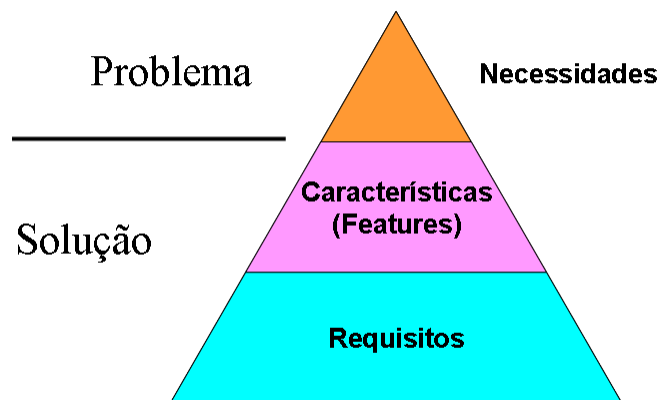 Problema
Necessidades
Características
(Features)
Solução
Requisitos